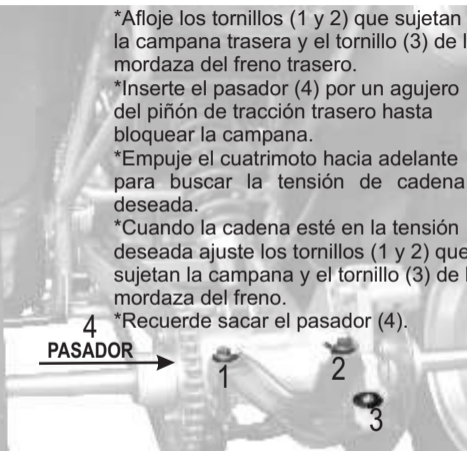 *Afloje los tornillos (1 y 2) que sujetan
la campana trasera y el tornillo (3) de l
mordaza del freno trasero.
*Inserte el pasador (4) por un agujero
del piñón de tracción trasero hasta
bloquear la campana.
*Empuje el cuatrimoto hacia adelante
para buscar la tensión de cadena
deseada.
*Cuando la cadena esté en la tensión
deseada ajuste los tornillos (1 y 2) que
sujetan la campana y el tornillo (3) de l
mordaza del freno.
*Recuerde sacar el pasador (4).
4
PASADOR
1
2
3